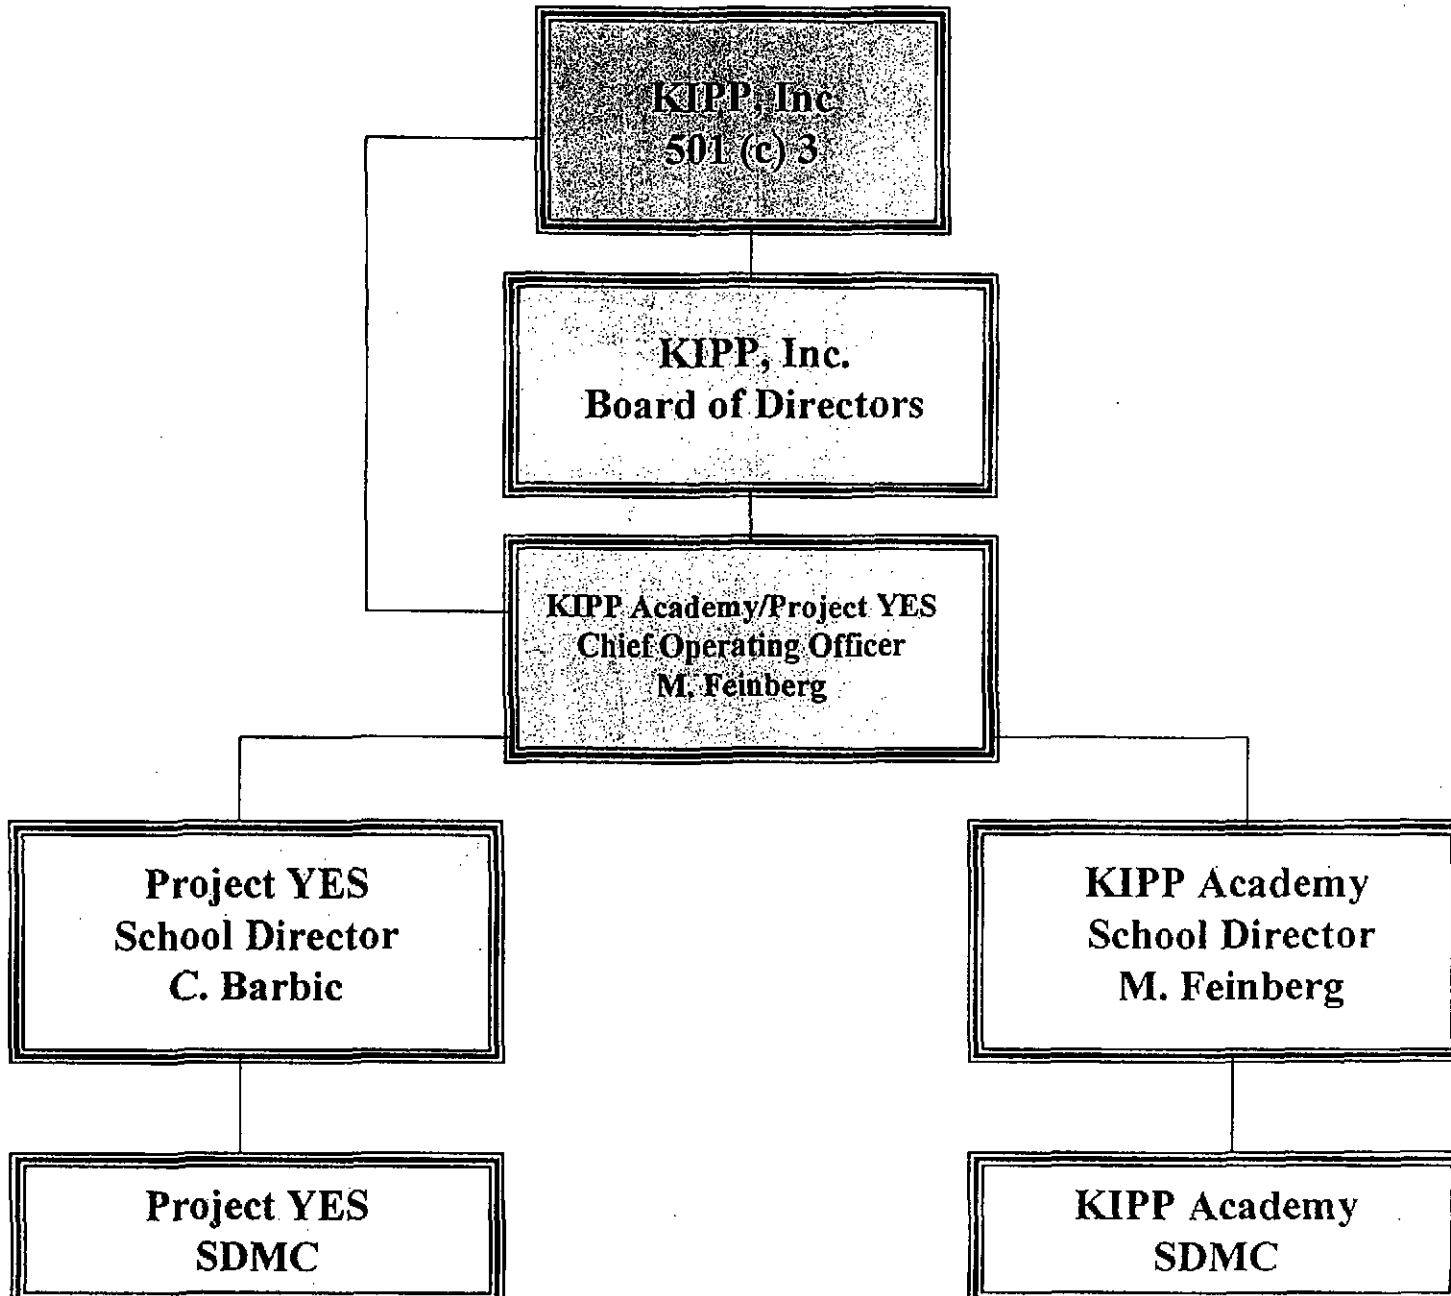 KIPP, Inc
501 (c) 3
KIPP, Inc.
Board of Directors
KIPP Academy/Project YES
Chief Operating Officer
M. Feinberg
Project YES
School Director
C. Barbic
KIPP Academy
School Director
M. Feinberg
Project YES
SDMC
KIPP Academy
SDMC